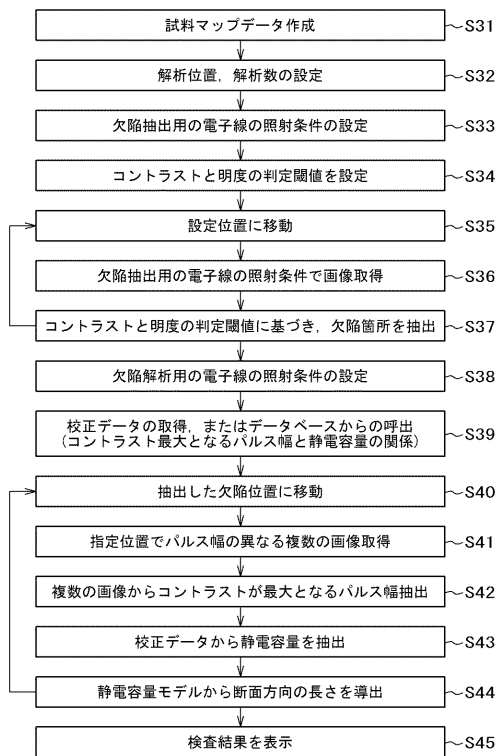 試料マップデータ作成 S31
解析位置，解析数の設定 S32
欠陥抽出用の電子線の照射条件の設定 S33
コントラストと明度の判定閾値を設定 S34
設定位置に移動 S35
欠陥抽出用の電子線の照射条件で画像取得 S36
コントラストと明度の判定閾値に基づき，欠陥箇所を抽出 S37
欠陥解析用の電子線の照射条件の設定 S38
校正データの取得，またはデータベースからの呼出
（コントラスト最大となるパルス幅と静電容量の関係） S39
抽出した欠陥位置に移動 S40
指定位置でパルス幅の異なる複数の画像取得 S41
複数の画像からコントラストが最大となるパルス幅抽出 S42
校正データから静電容量を抽出 S43
静電容量モデルから断面方向の長さを導出 S44
検査結果を表示 S45